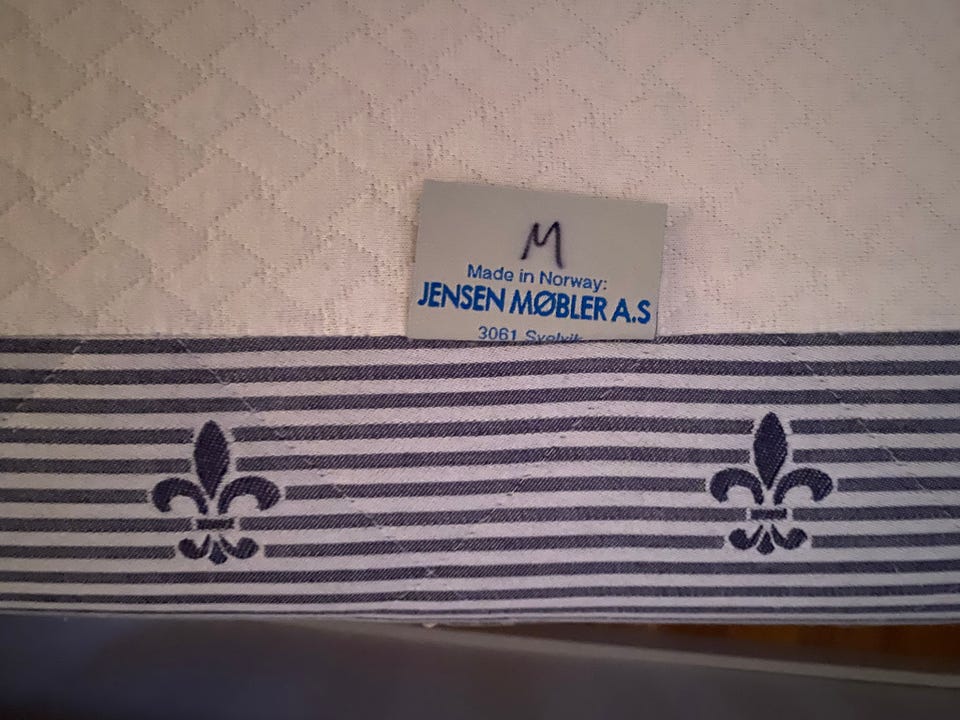 M
Made in Norway:
JENSEN MØBLER A.S
3061 Svelvik